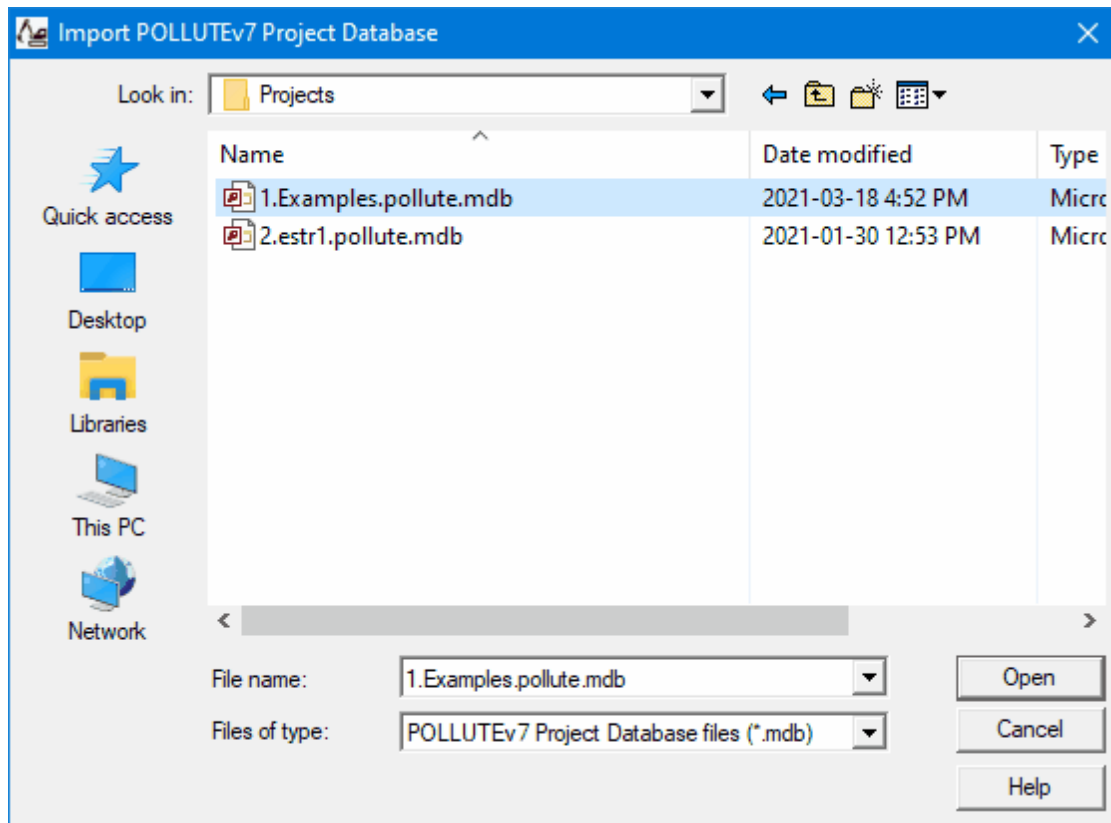 Import POLLUTEv7 Project Database
Look in: Projects
Name Date modified Type
1.Examples.pollute.mdb 2021-03-18 4:52 PM Micro
2.estr1.pollute.mdb 2021-01-30 12:53 PM Micro
Quick access
Desktop
Libraries
This PC
Network
File name: 1.Examples.pollute.mdb Open
Files of type: POLLUTEv7 Project Database files (*.mdb) Cancel
Help